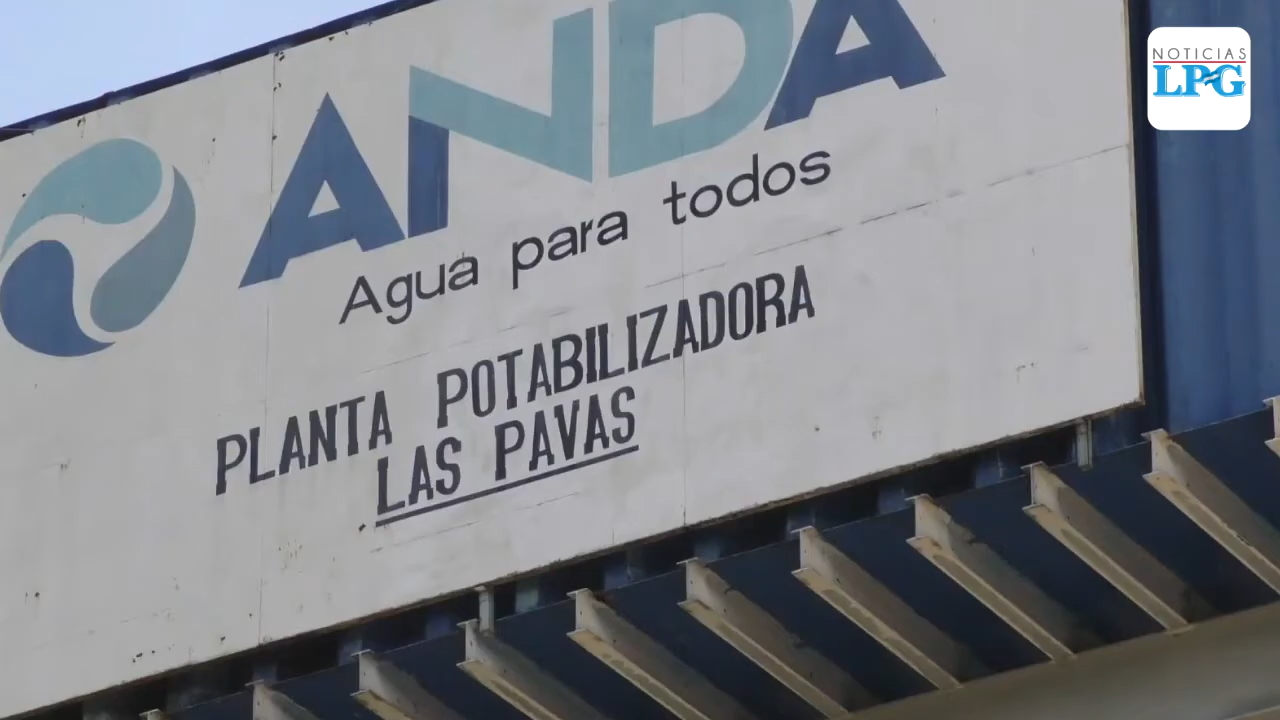 NOTICIAS
LPG
ANDA
Agua para todos
PLANTA POTABILIZADORA
LAS PAVAS